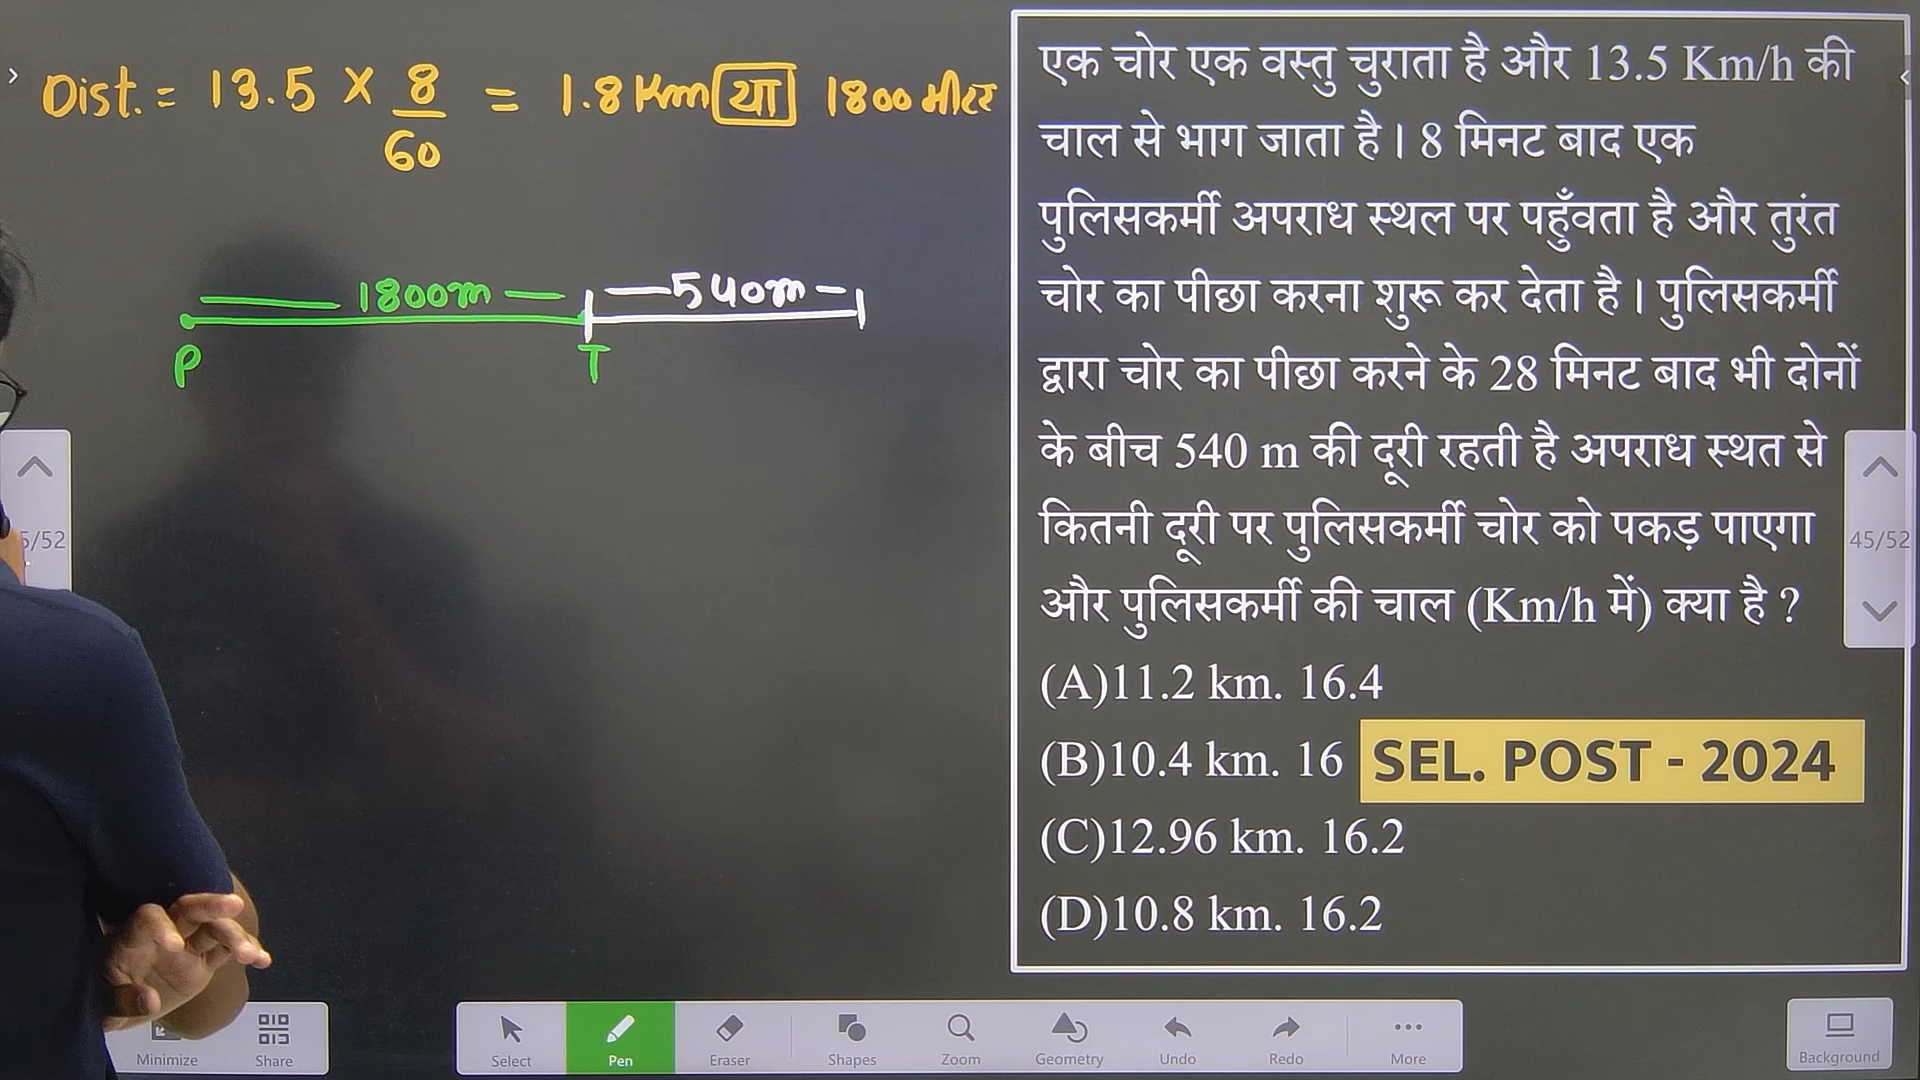 Dist. = 13.5 × 8/60 = 1.8 Km या 1800 मीटर
1800m
540m
P
T
एक चोर एक वस्तु चुराता है और 13.5 Km/h की
चाल से भाग जाता है। 8 मिनट बाद एक
पुलिसकर्मी अपराध स्थल पर पहुँवता है और तुरंत
चोर का पीछा करना शुरू कर देता है। पुलिसकर्मी
द्वारा चोर का पीछा करने के 28 मिनट बाद भी दोनों
के बीच 540 m की दूरी रहती है अपराध स्थत से
कितनी दूरी पर पुलिसकर्मी चोर को पकड़ पाएगा
और पुलिसकर्मी की चाल (Km/h में) क्या है ?
(A)11.2 km. 16.4
(B)10.4 km. 16
SEL. POST - 2024
(C)12.96 km. 16.2
(D)10.8 km. 16.2
5/52
45/52
Minimize
Share
Select
Pen
Eraser
Shapes
Zoom
Geometry
Undo
Redo
More
Background